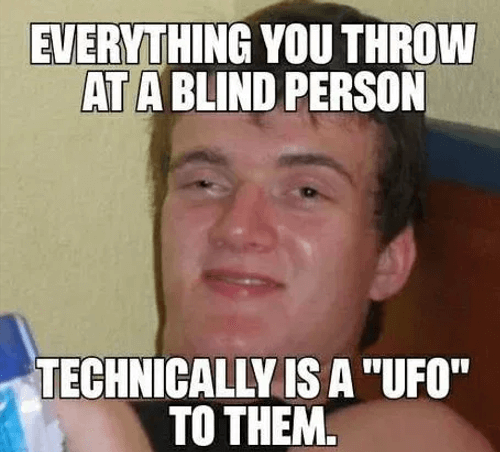 EVERYTHING YOU THROW
AT A BLIND PERSON
TECHNICALLY IS A "UFO"
TO THEM.